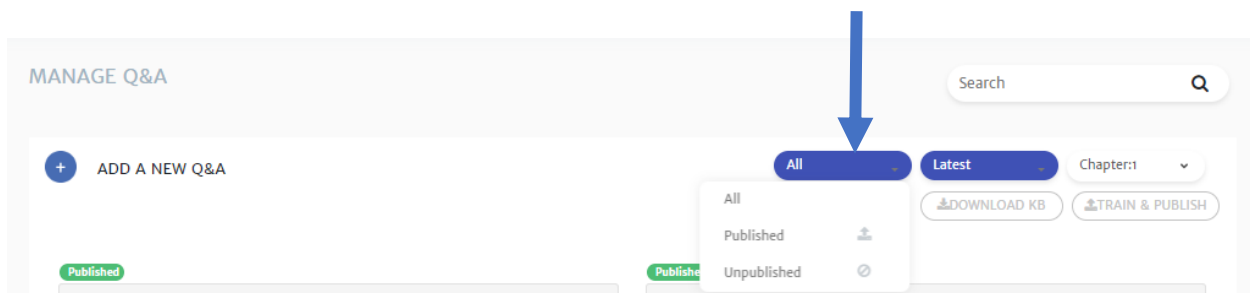 MANAGE Q&A
Search
+ ADD A NEW Q&A
All
Latest
Chapter:1
All
DOWNLOAD KB
TRAIN & PUBLISH
Published
Unpublished
Published
Publishe